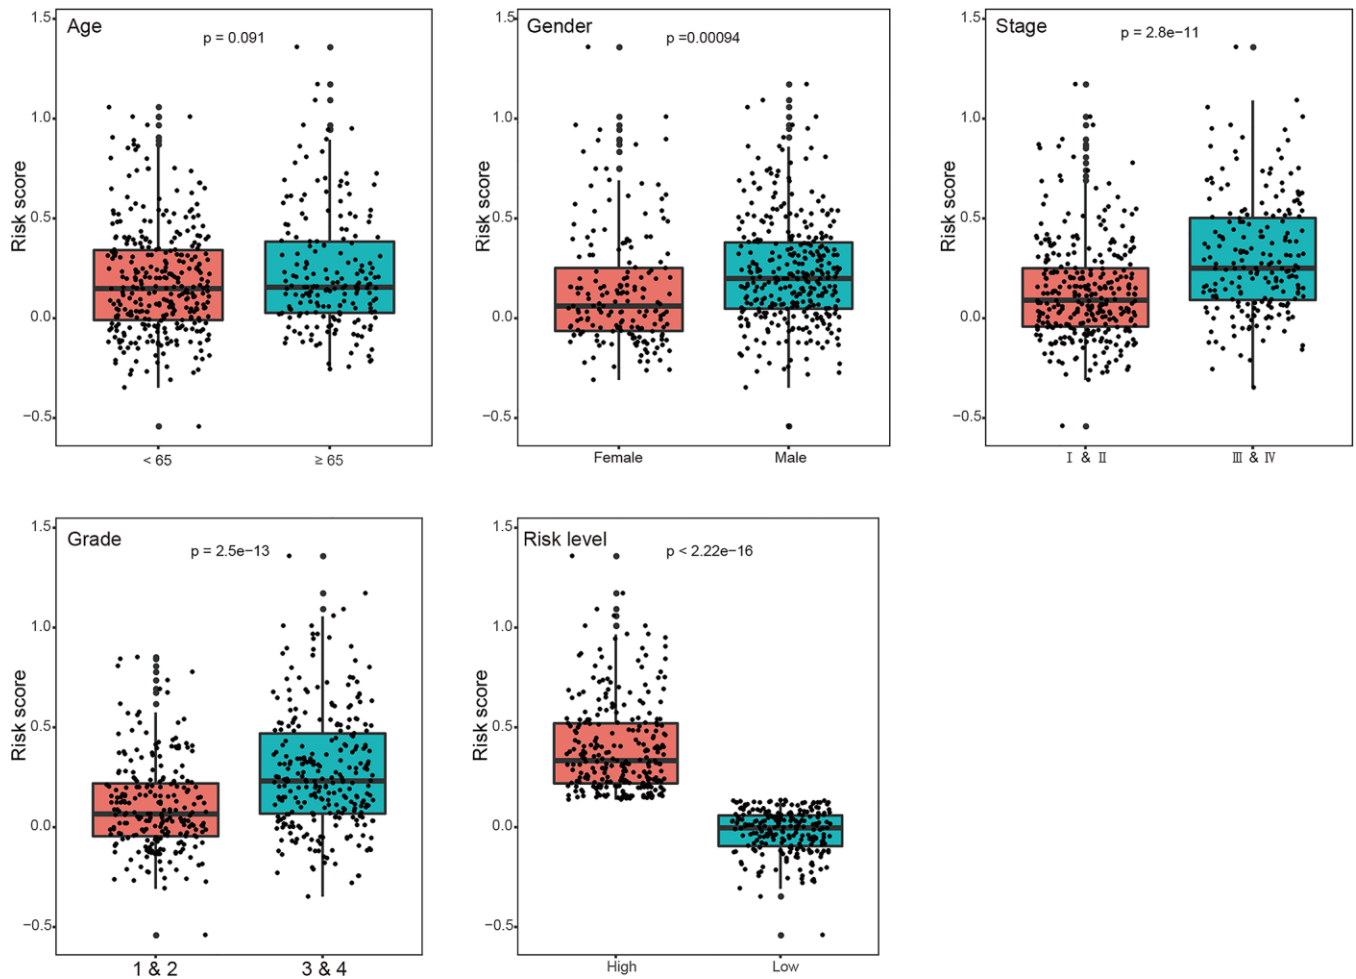 Age
p = 0.091
Risk score
1.5
1.0
0.5
0.0
−0.5
< 65
≥ 65
Gender
p =0.00094
Risk score
1.5
1.0
0.5
0.0
−0.5
Female
Male
Stage
p = 2.8e−11
Risk score
1.5
1.0
0.5
0.0
−0.5
Ⅰ & Ⅱ
Ⅲ & Ⅳ
Grade
p = 2.5e−13
Risk score
1.5
1.0
0.5
0.0
−0.5
1 & 2
3 & 4
Risk level
p < 2.22e−16
Risk score
1.5
1.0
0.5
0.0
−0.5
High
Low